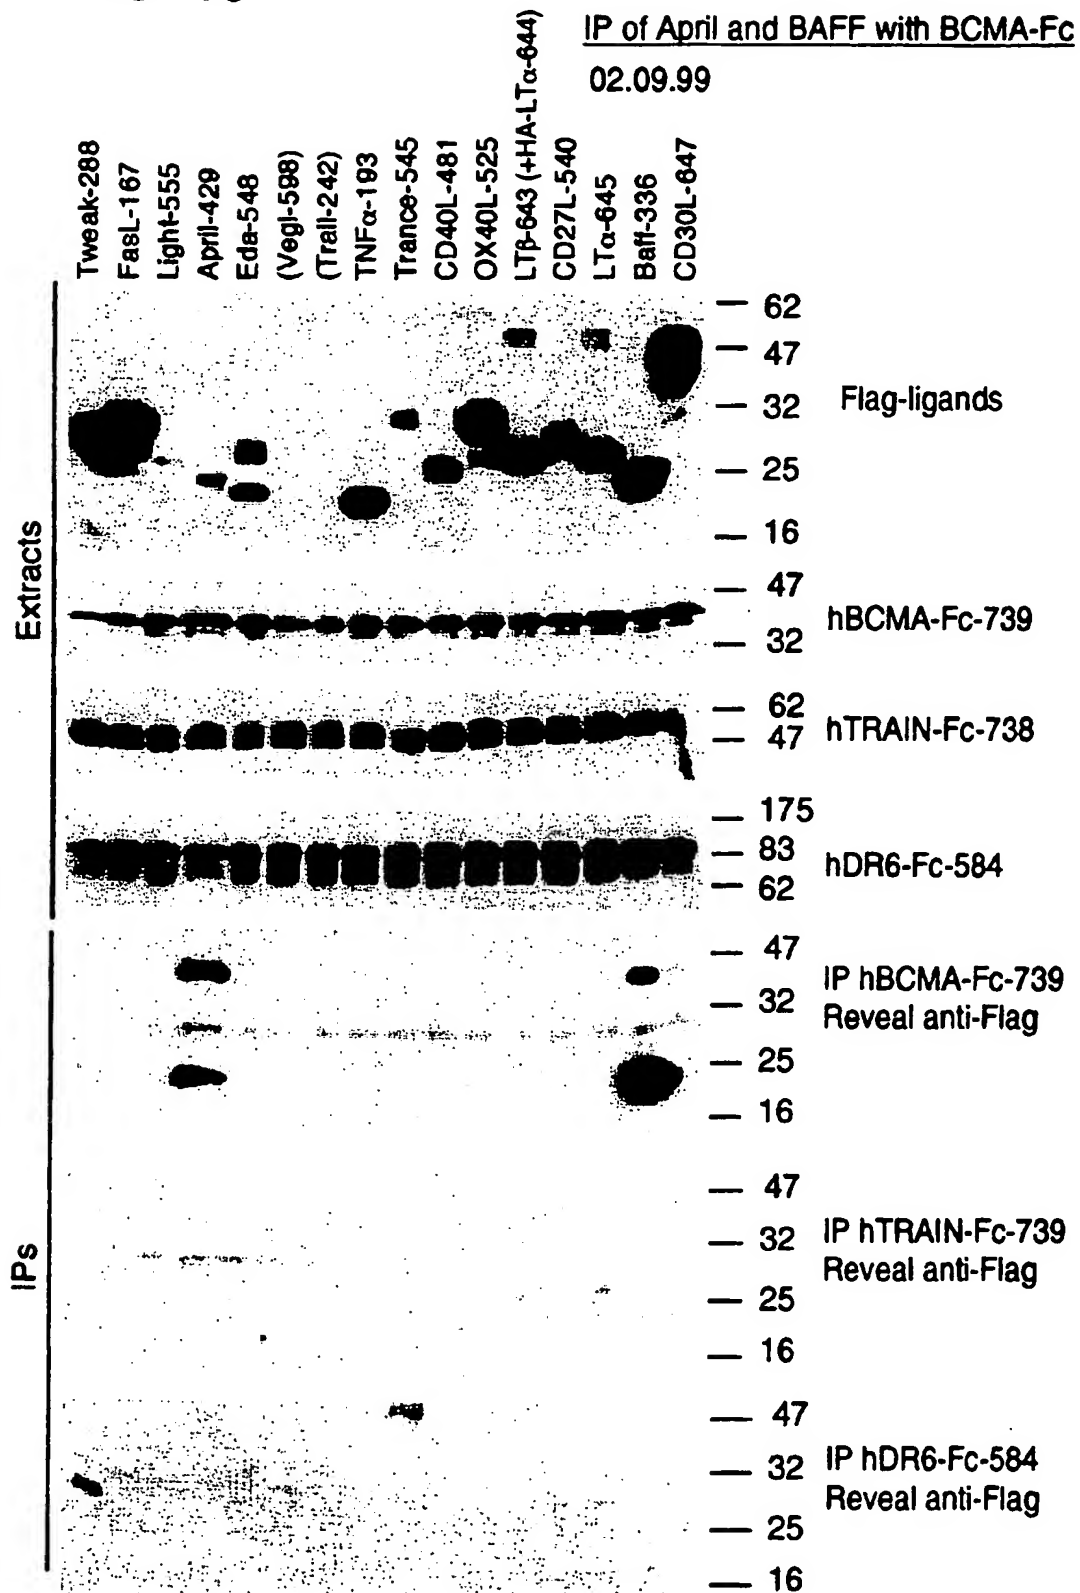 IP of April and BAFF with BCMA-Fc
02.09.99
Tweak-288
FasL-167
Light-555
April-429
Eda-548
(Vegi-598)
(Trail-242)
TNFα-193
Trance-545
CD40L-481
OX40L-525
LTβ-643 (+HA-LTα-644)
CD27L-540
LTα-645
Baff-336
CD30L-647
Extracts
62
47
32
25
16
Flag-ligands
47
32
hBCMA-Fc-739
62
47
hTRAIN-Fc-738
175
83
62
hDR6-Fc-584
IPs
47
32
25
16
IP hBCMA-Fc-739
Reveal anti-Flag
47
32
25
16
IP hTRAIN-Fc-739
Reveal anti-Flag
47
32
25
16
IP hDR6-Fc-584
Reveal anti-Flag